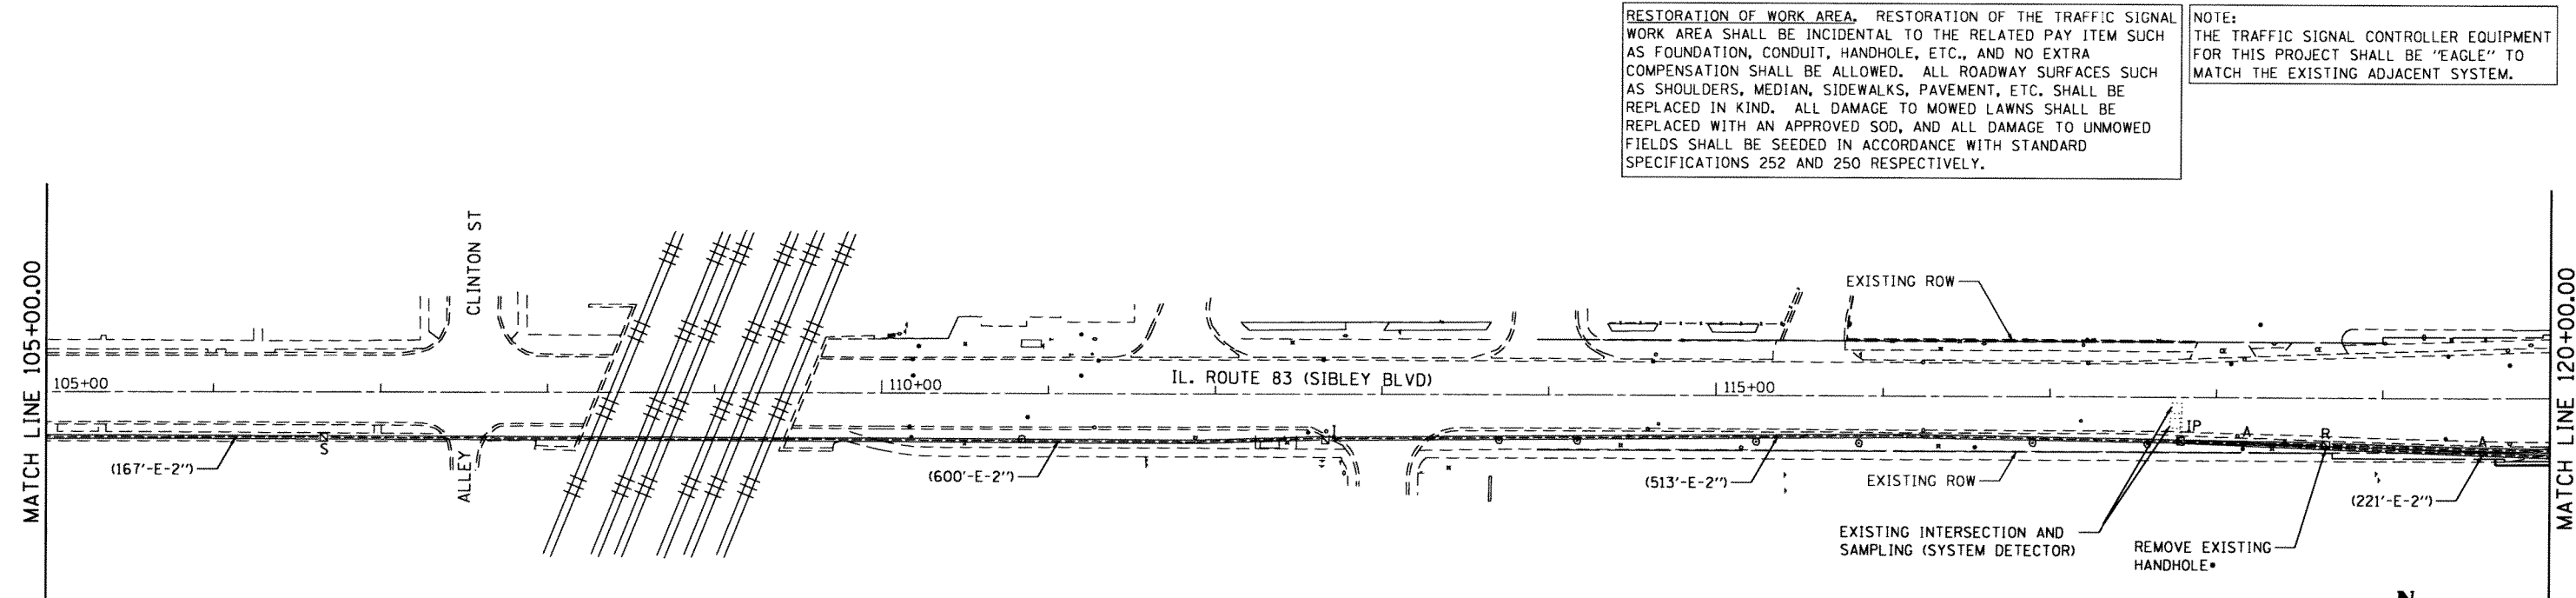 RESTORATION OF WORK AREA. RESTORATION OF THE TRAFFIC SIGNAL
WORK AREA SHALL BE INCIDENTAL TO THE RELATED PAY ITEM SUCH
AS FOUNDATION, CONDUIT, HANDHOLE, ETC., AND NO EXTRA
COMPENSATION SHALL BE ALLOWED. ALL ROADWAY SURFACES SUCH
AS SHOULDERS, MEDIAN, SIDEWALKS, PAVEMENT, ETC. SHALL BE
REPLACED IN KIND. ALL DAMAGE TO MOWED LAWNS SHALL BE
REPLACED WITH AN APPROVED SOD, AND ALL DAMAGE TO UNMOWED
FIELDS SHALL BE SEEDED IN ACCORDANCE WITH STANDARD
SPECIFICATIONS 252 AND 250 RESPECTIVELY.
NOTE:
THE TRAFFIC SIGNAL CONTROLLER EQUIPMENT
FOR THIS PROJECT SHALL BE "EAGLE" TO
MATCH THE EXISTING ADJACENT SYSTEM.
MATCH LINE 105+00.00
CLINTON ST
EXISTING ROW
MATCH LINE 120+00.00
105+00
110+00
IL. ROUTE 83 (SIBLEY BLVD)
115+00
S
I
IP
A
R
A
(167'-E-2")
ALLEY
(600'-E-2")
(513'-E-2")
EXISTING ROW
(221'-E-2")
EXISTING INTERSECTION AND
SAMPLING (SYSTEM DETECTOR)
REMOVE EXISTING
HANDHOLE•
N